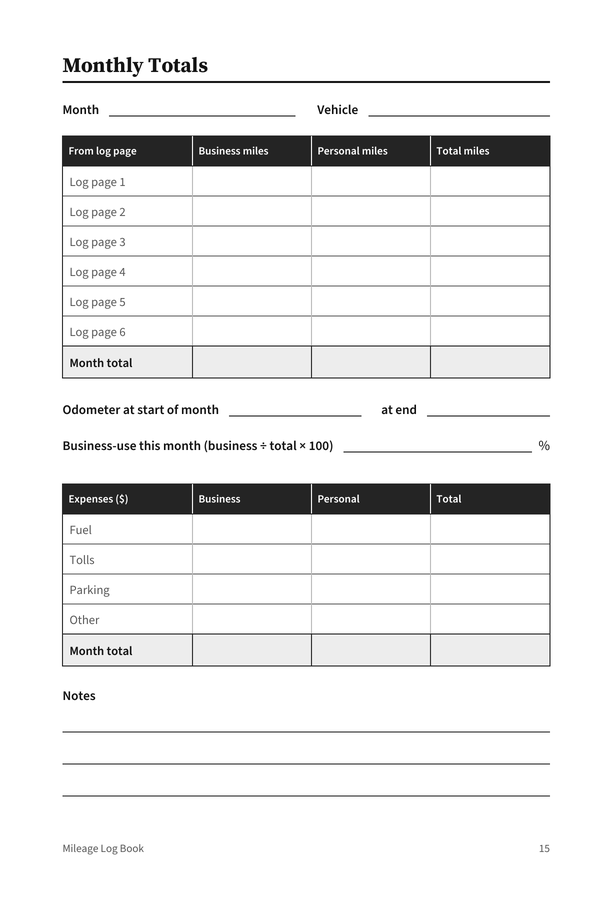 Monthly Totals
Month Vehicle
From log page Business miles Personal miles Total miles
Log page 1
Log page 2
Log page 3
Log page 4
Log page 5
Log page 6
Month total
Odometer at start of month at end
Business-use this month (business ÷ total × 100) %
Expenses ($) Business Personal Total
Fuel
Tolls
Parking
Other
Month total
Notes
Mileage Log Book 15